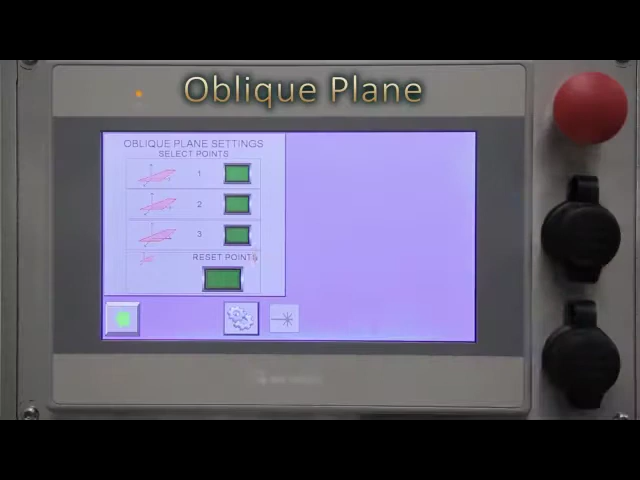 Oblique Plane
OBLIQUE PLANE SETTINGS
SELECT POINTS
1
2
3
RESET POINTS